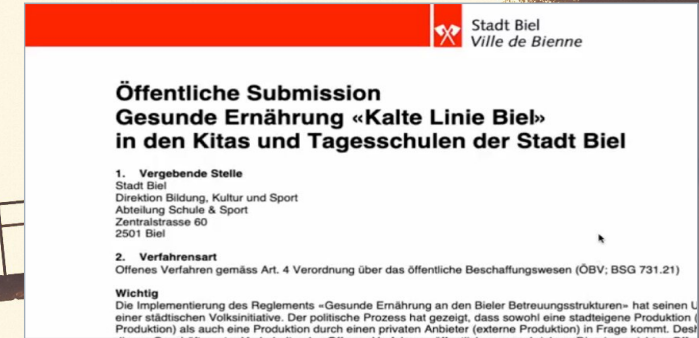 Stadt Biel
Ville de Bienne
Öffentliche Submission
Gesunde Ernährung «Kalte Linie Biel»
in den Kitas und Tagesschulen der Stadt Biel
1. Vergebende Stelle
Stadt Biel
Direktion Bildung, Kultur und Sport
Abteilung Schule & Sport
Zentralstrasse 60
2501 Biel
2. Verfahrensart
Offenes Verfahren gemäss Art. 4 Verordnung über das öffentliche Beschaffungswesen (ÖBV; BSG 731.21)
Wichtig
Die Implementierung des Reglements «Gesunde Ernährung an den Bieler Betreuungsstrukturen» hat seinen U
einer städtischen Volksinitiative. Der politische Prozess hat gezeigt, dass sowohl eine stadteigene Produktion (
Produktion) als auch eine Produktion durch einen privaten Anbieter (externe Produktion) in Frage kommt. Des